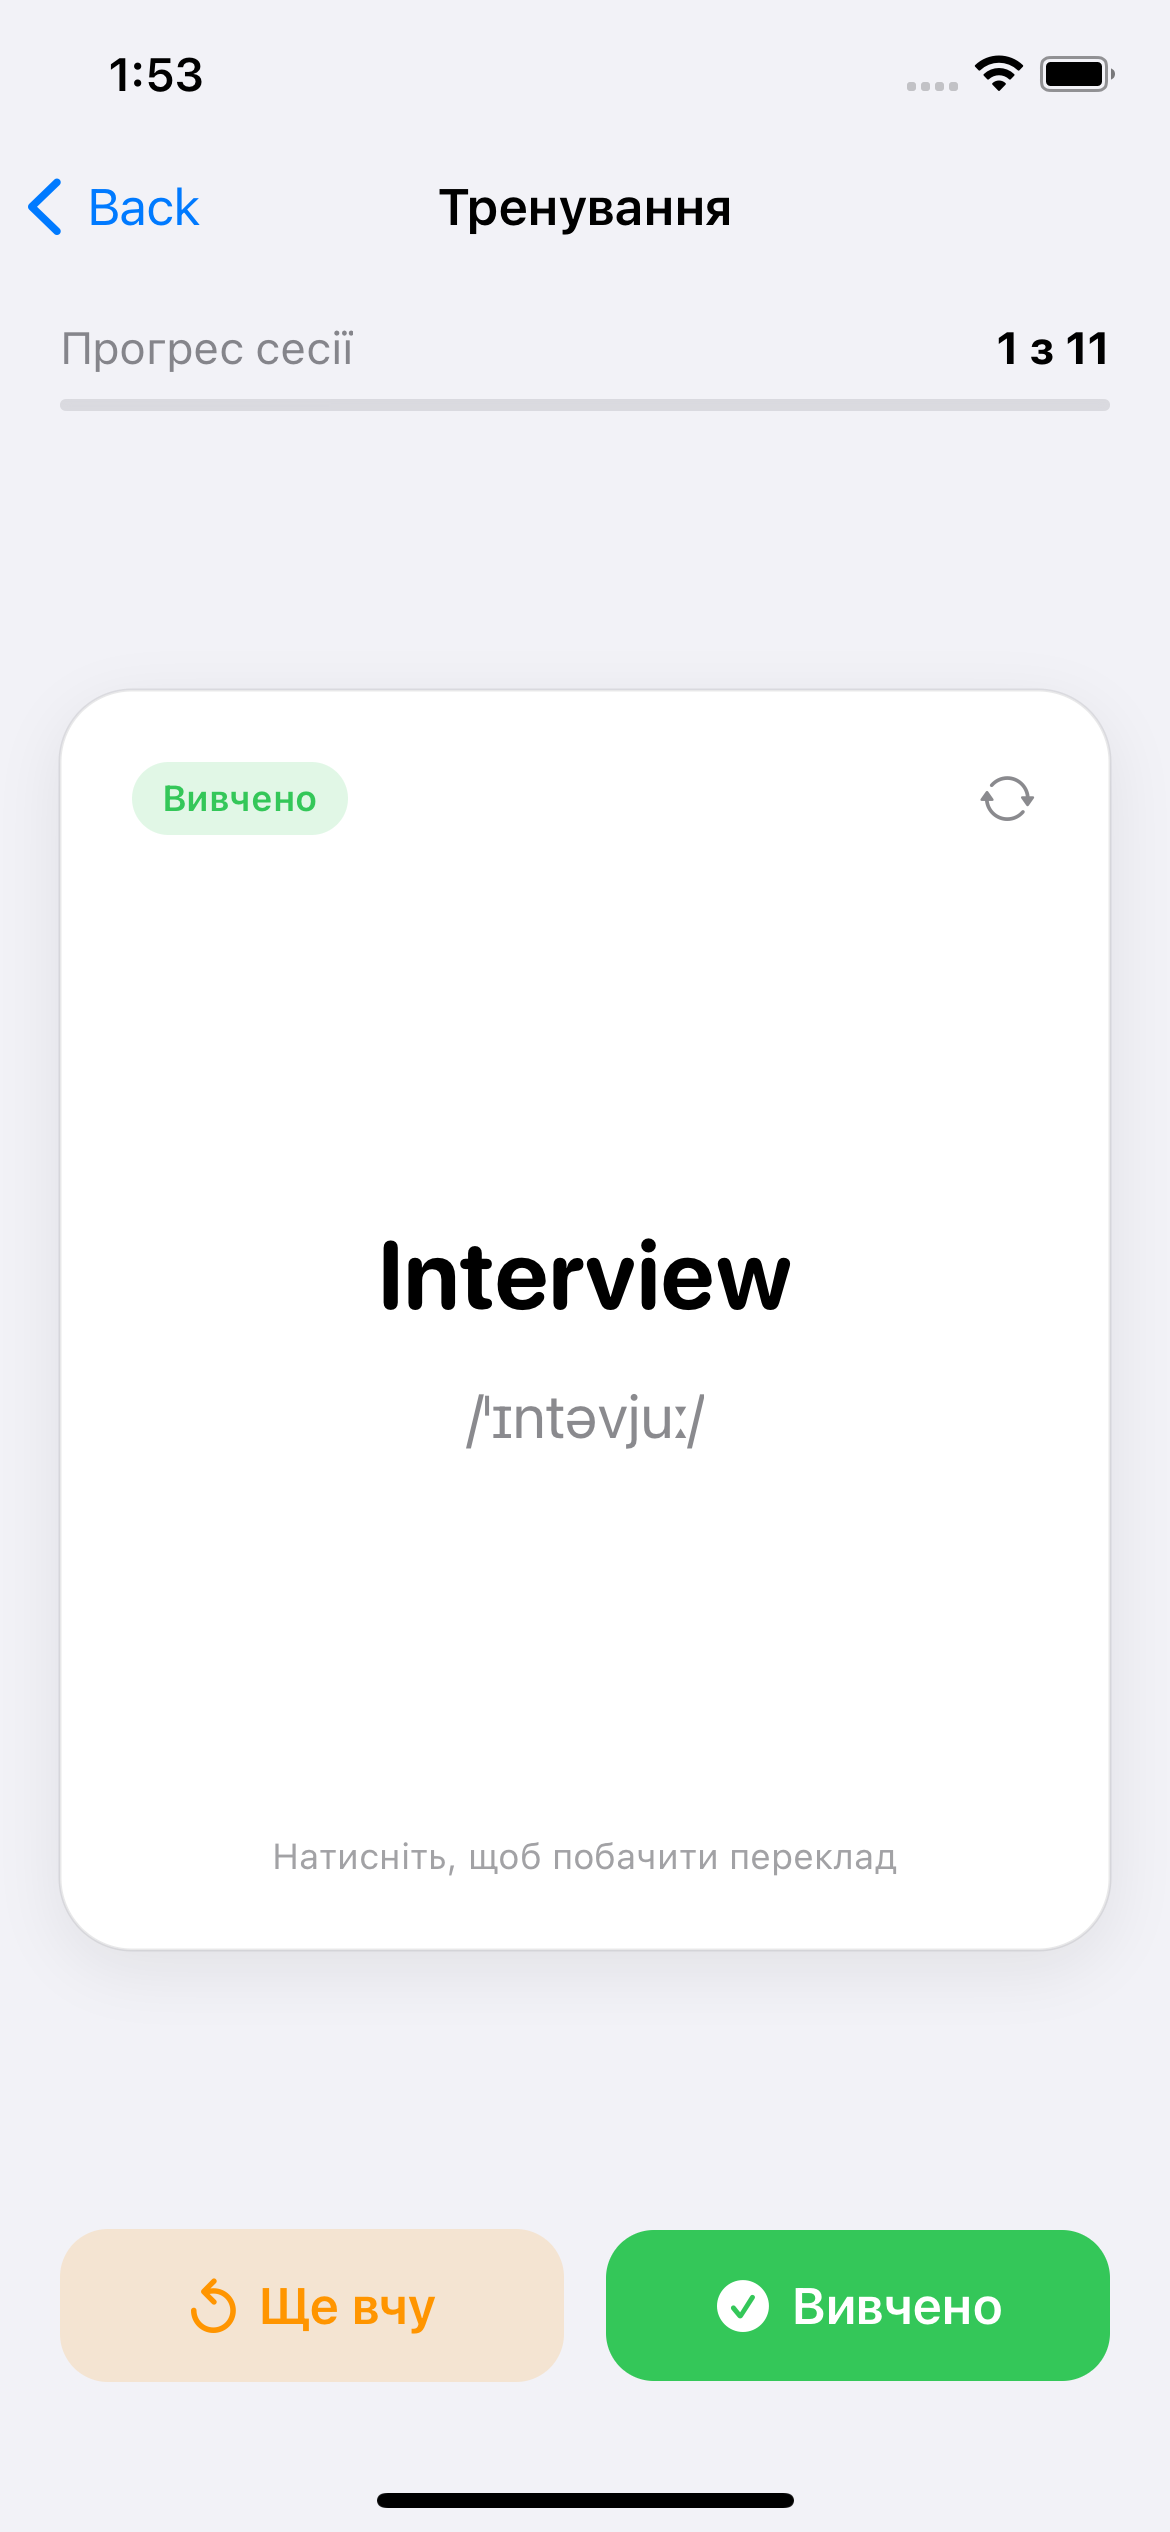 1:53
Back
Тренування
Прогрес сесії
1 з 11
Вивчено
Interview
/ˈɪntəvjuː/
Натисніть, щоб побачити переклад
Ще вчу
Вивчено